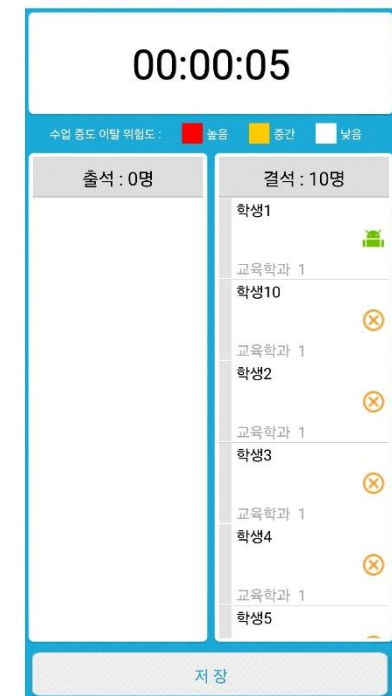 00:00:05
수업 중도 이탈 위험도 : 높음 중간 낮음
출석 : 0명
결석 : 10명
학생1
교육학과 1
학생10
교육학과 1
학생2
교육학과 1
학생3
교육학과 1
학생4
교육학과 1
학생5
저 장